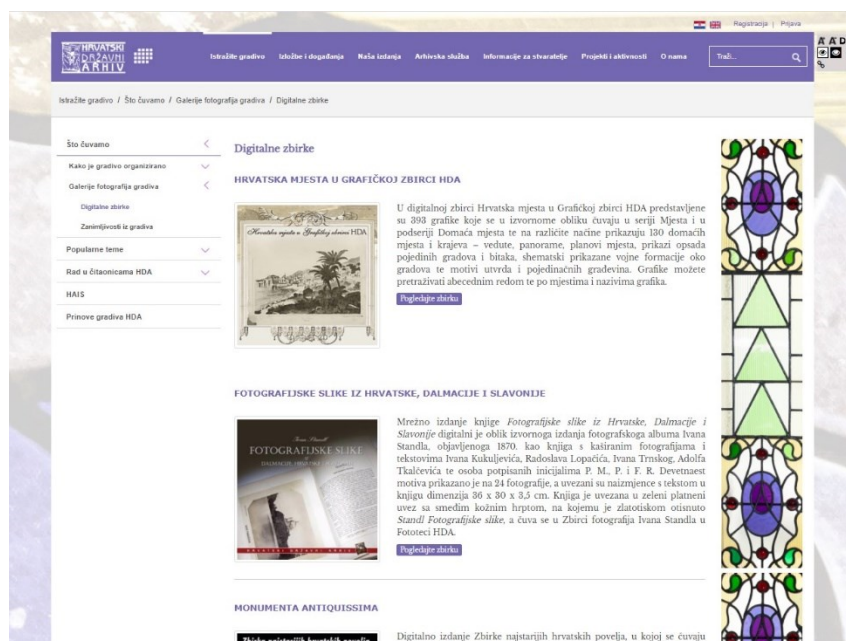 Registracija | Prijava
HRVATSKI
DRŽAVNI
ARHIV
Istražite gradivo Izložbe i događanja Naša izdanja Arhivska služba Informacije za stvaratelje Projekti i aktivnosti O nama Traži...
A A D
Istražite gradivo / Što čuvamo / Galerije fotografija gradiva / Digitalne zbirke
Što čuvamo
Kako je gradivo organizirano
Galerije fotografija gradiva
Digitalne zbirke
Zanimljivosti iz gradiva
Popularne teme
Rad u čitaonicama HDA
HAIS
Prinove gradiva HDA
Digitalne zbirke
HRVATSKA MJESTA U GRAFIČKOJ ZBIRCI HDA
Hrvatska mjesta u Grafičkoj zbirci HDA
U digitalnoj zbirci Hrvatska mjesta u Grafičkoj zbirci HDA predstavljene
su 393 grafike koje se u izvornome obliku čuvaju u seriji Mjesta i u
podseriji Domaća mjesta te na različite načine prikazuju 130 domaćih
mjesta i krajeva – vedute, panorame, planovi mjesta, prikazi opsada
pojedinih gradova i bitaka, shematski prikazane vojne formacije oko
gradova te motivi utvrda i pojedinačnih građevina. Grafike možete
pretraživati abecednim redom te po mjestima i nazivima grafika.
Pogledajte zbirku
FOTOGRAFIJSKE SLIKE IZ HRVATSKE, DALMACIJE I SLAVONIJE
Ivan Standl
FOTOGRAFIJSKE SLIKE
HRVATSKI DRŽAVNI ARHIV
Mrežno izdanje knjige Fotografijske slike iz Hrvatske, Dalmacije i
Slavonije digitalni je oblik izvornoga izdanja fotografskoga albuma Ivana
Standla, objavljenoga 1870. kao knjiga s kaširanim fotografijama i
tekstovima Ivana Kukuljevića, Radoslava Lopašića, Ivana Trnskog, Adolfa
Tkalčevića te osoba potpisanih inicijalima P. M., P. i F. R. Devetnaest
motiva prikazano je na 24 fotografije, a uvezani su naizmjence s tekstom u
knjigu dimenzija 36 x 30 x 3,5 cm. Knjiga je uvezana u zeleni platneni
uvez sa smeđim kožnim hrptom, na kojemu je zlatotiskom otisnuto
Standl Fotografijske slike, a čuva se u Zbirci fotografija Ivana Standla u
Fototeci HDA.
Pogledajte zbirku
MONUMENTA ANTIQUISSIMA
Zbirka najstarijih hrvatskih povelja
Digitalno izdanje Zbirke najstarijih hrvatskih povelja, u kojoj se čuvaju